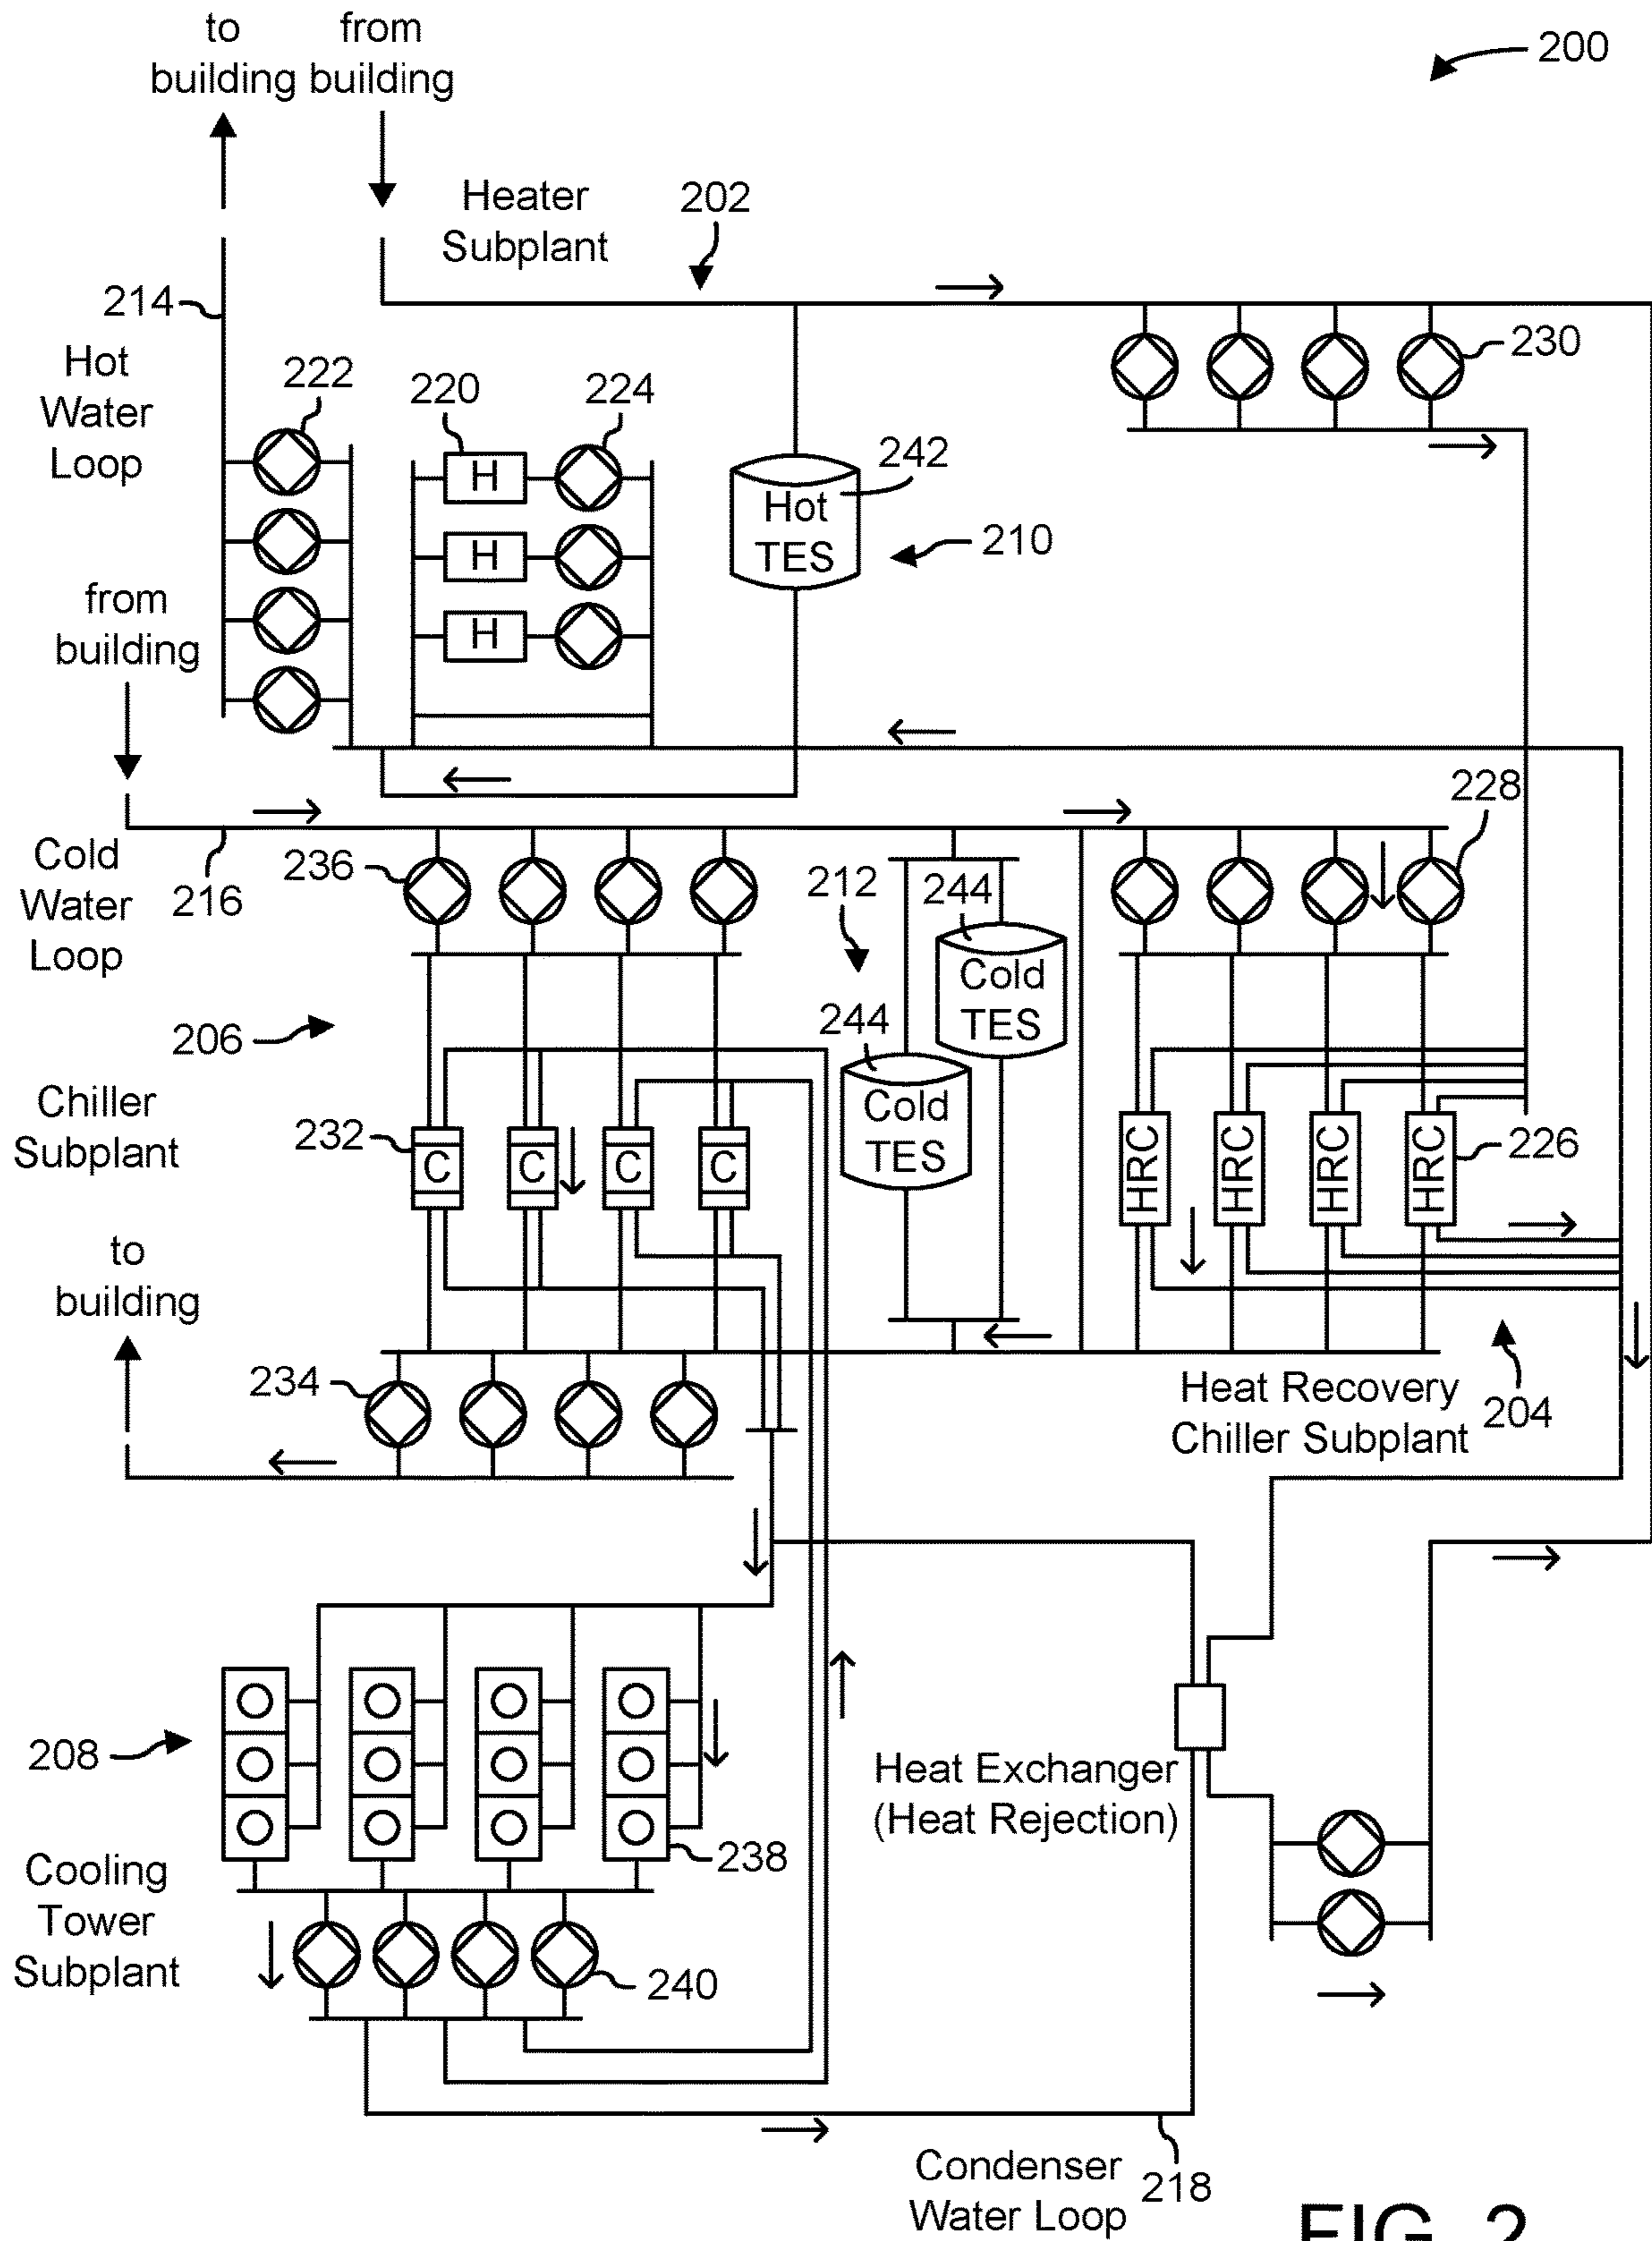 to from
building from building
200
Heater
Subplant
202
214
Hot
Water
Loop
222
220
224
230
H
H
H
242
Hot
TES
210
from
building
228
Cold
Water
Loop
216
236
212
244
Cold
TES
244
Cold
TES
206
Chiller
Subplant
232
C
C
C
C
HRC
HRC
HRC
HRC
226
to
building
234
Heat Recovery
Chiller Subplant
204
208
Heat Exchanger
(Heat Rejection)
238
Cooling
Tower
Subplant
240
Condenser
Water Loop
218
FIG. 2